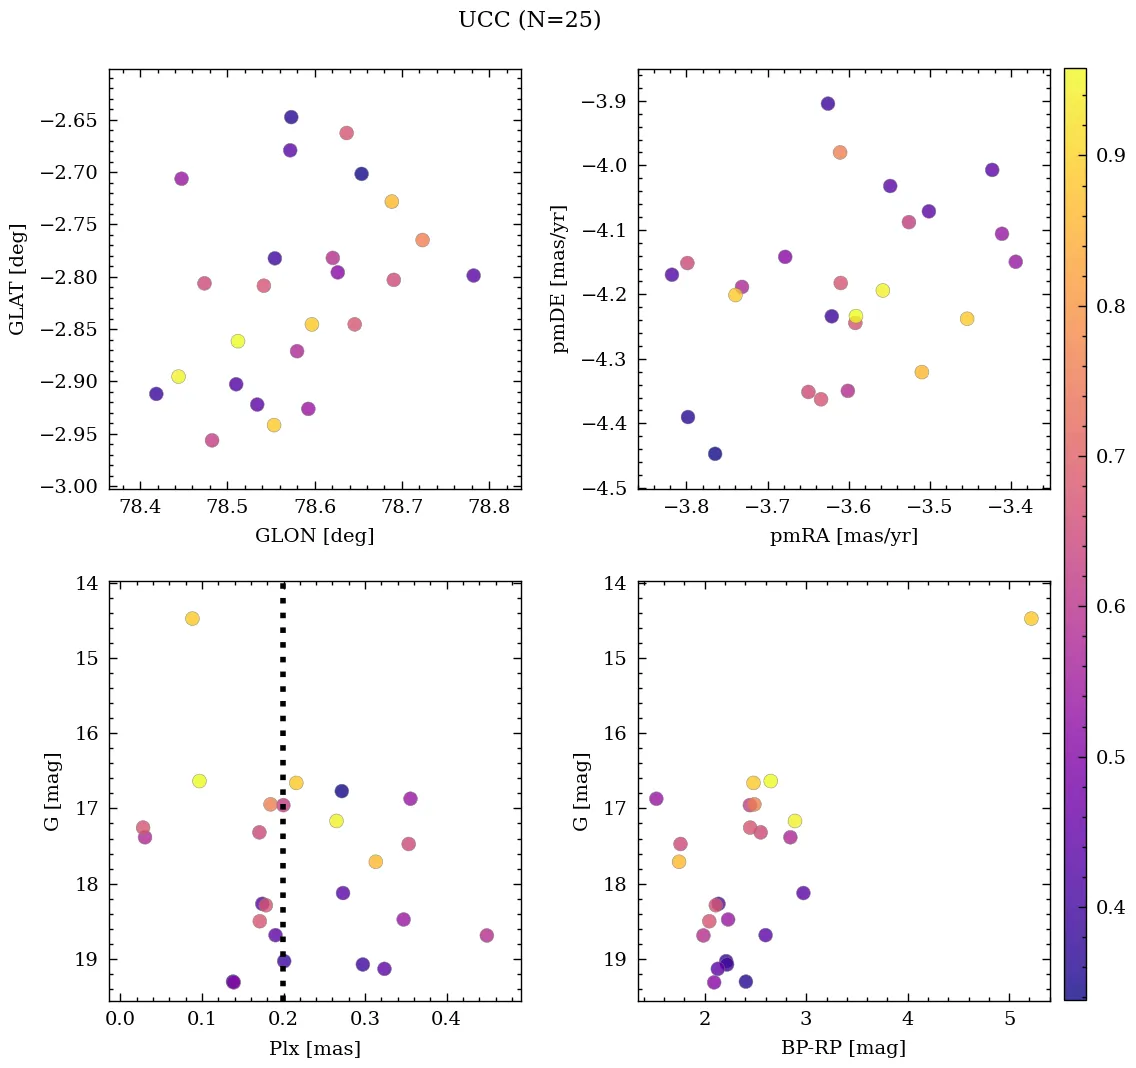 UCC (N=25)
−2.65
−2.70
−2.75
−2.80
−2.85
−2.90
−2.95
−3.00
GLAT [deg]
78.4 78.5 78.6 78.7 78.8
GLON [deg]
−3.9
−4.0
−4.1
−4.2
−4.3
−4.4
−4.5
pmDE [mas/yr]
−3.8 −3.7 −3.6 −3.5 −3.4
pmRA [mas/yr]
0.9
0.8
0.7
0.6
0.5
0.4
14
15
16
17
18
19
G [mag]
0.0 0.1 0.2 0.3 0.4
Plx [mas]
14
15
16
17
18
19
G [mag]
2 3 4 5
BP-RP [mag]